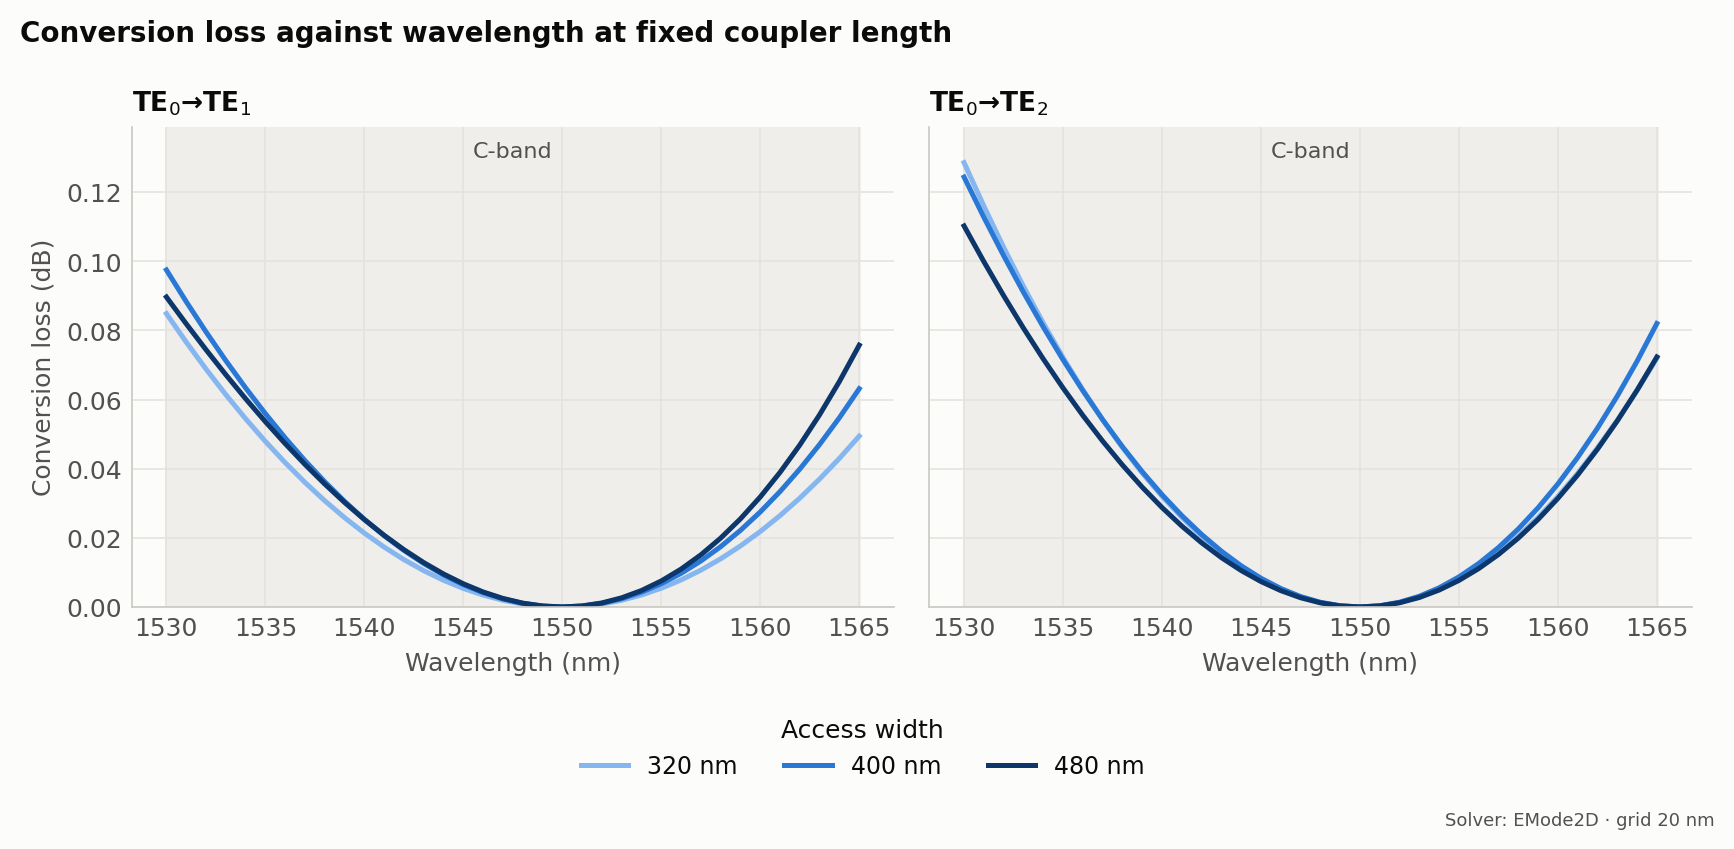 Conversion loss against wavelength at fixed coupler length
TE₀→TE₁
TE₀→TE₂
C-band
C-band
0.12
0.10
0.08
0.06
0.04
0.02
0.00
Conversion loss (dB)
1530 1535 1540 1545 1550 1555 1560 1565
1530 1535 1540 1545 1550 1555 1560 1565
Wavelength (nm)
Wavelength (nm)
Access width
320 nm 400 nm 480 nm
Solver: EMode2D · grid 20 nm